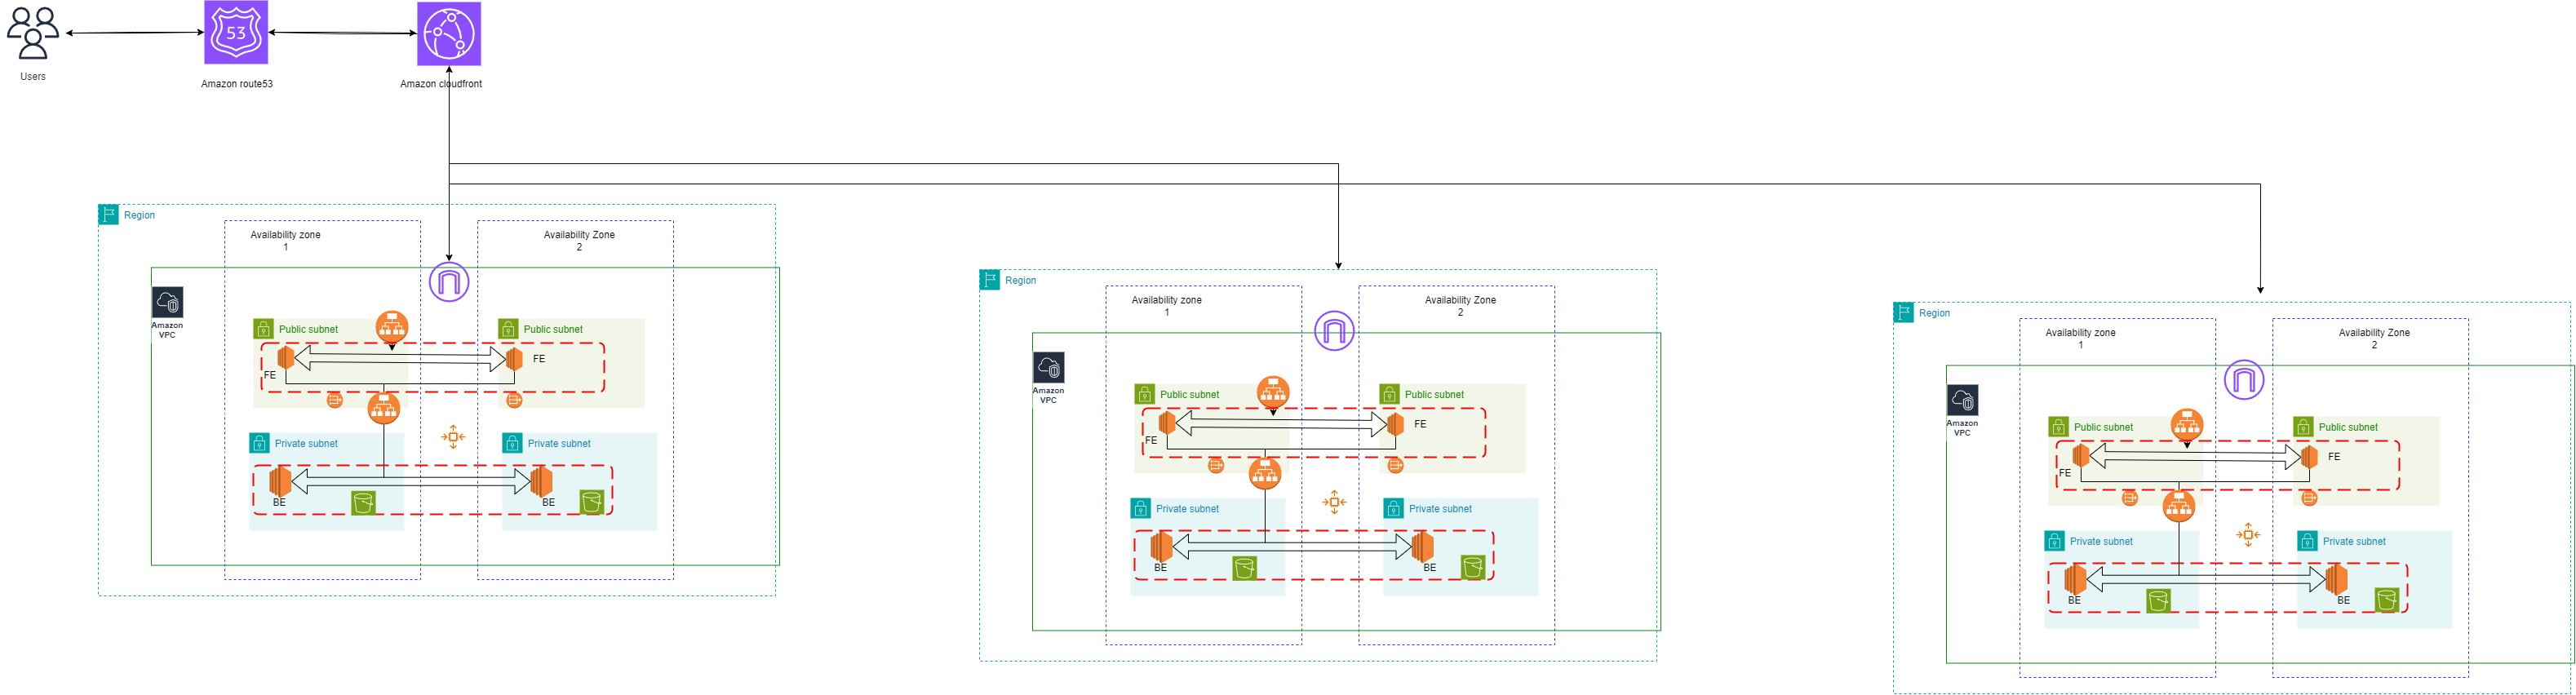 53
Users
Amazon route53
Amazon cloudfront
Region
Availability zone
1
Availability Zone
2
Amazon
VPC
Public subnet
Public subnet
FE
FE
Private subnet
Private subnet
BE
BE
Region
Availability zone
1
Availability Zone
2
Amazon
VPC
Public subnet
Public subnet
FE
FE
Private subnet
Private subnet
BE
BE
Region
Availability zone
1
Availability Zone
2
Amazon
VPC
Public subnet
Public subnet
FE
FE
Private subnet
Private subnet
BE
BE